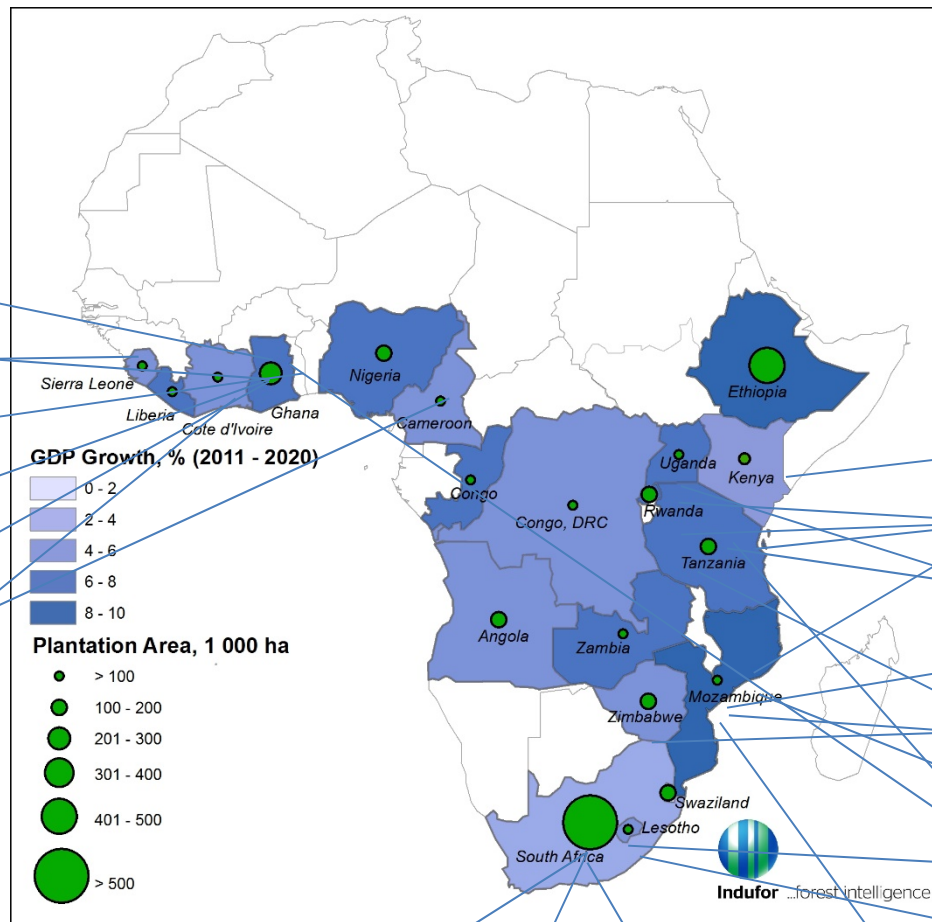 Nigeria
Ethiopia
Sierra Leone
Liberia
Ghana
Cote d'Ivoire
Cameroon
GDP Growth, % (2011 - 2020)
0 - 2
2 - 4
4 - 6
6 - 8
8 - 10
Uganda
Kenya
Congo
Rwanda
Congo, DRC
Tanzania
Angola
Zambia
Mozambique
Zimbabwe
Swaziland
Lesotho
South Africa
Plantation Area, 1 000 ha
> 100
100 - 200
201 - 300
301 - 400
401 - 500
> 500
Indufor ...forest intelligence